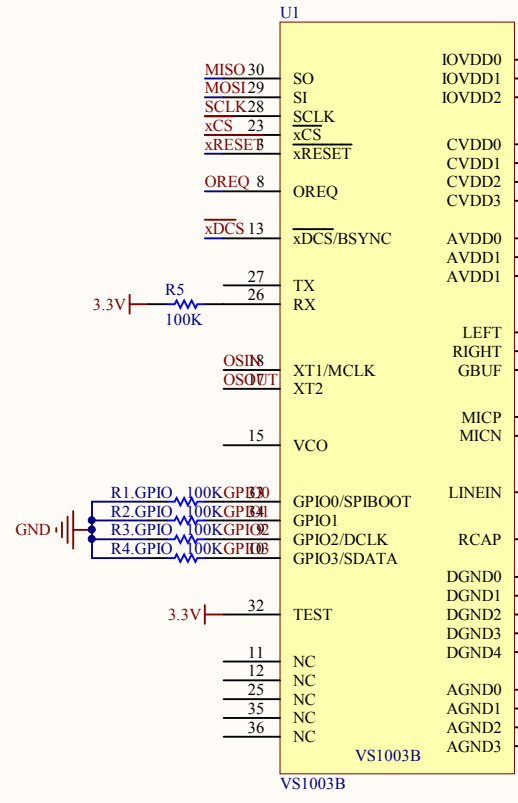 U1
IOVDD0
MISO 30 SO IOVDD1
MOSI 29 SI IOVDD2
SCLK 28 SCLK
xCS 23 xCS CVDD0
xRESET 3 xRESET CVDD1
CVDD2
OREQ 8 OREQ CVDD3
xDCS 13 xDCS/BSYNC AVDD0
AVDD1
27 TX AVDD1
3.3V R5 100K 26 RX
LEFT
RIGHT
OSIN 18 XT1/MCLK GBUF
OSOUT 17 XT2
MICP
15 VCO MICN
R1.GPIO 100K GPIO0 33 GPIO0/SPIBOOT LINEIN
R2.GPIO 100K GPIO1 34 GPIO1
GND R3.GPIO 100K GPIO2 9 GPIO2/DCLK RCAP
R4.GPIO 100K GPIO3 10 GPIO3/SDATA
DGND0
DGND1
3.3V 32 TEST DGND2
DGND3
11 NC DGND4
12 NC
25 NC AGND0
35 NC AGND1
36 NC AGND2
AGND3
VS1003B
VS1003B